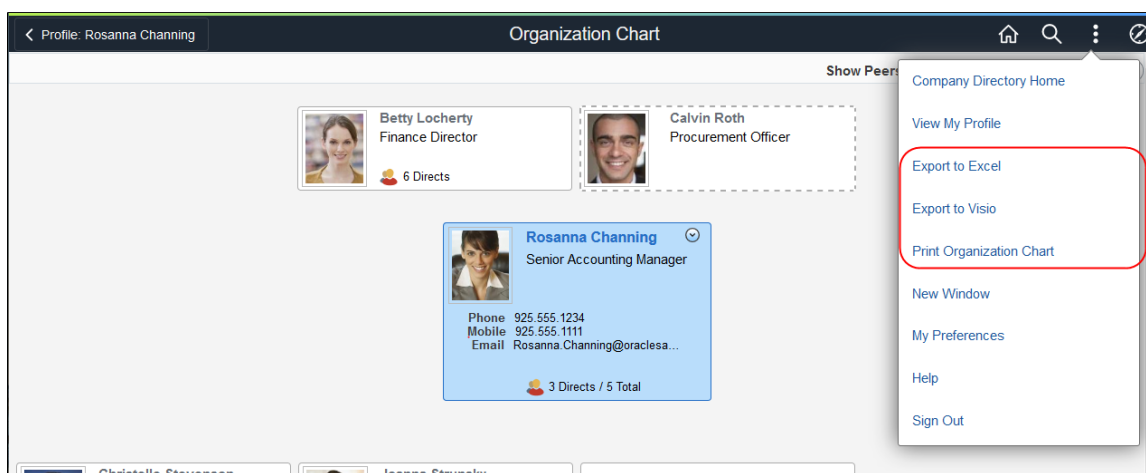 Profile: Rosanna Channing
Organization Chart
Show Peers
Company Directory Home
View My Profile
Export to Excel
Export to Visio
Print Organization Chart
New Window
My Preferences
Help
Sign Out
Betty Locherty
Finance Director
6 Directs
Calvin Roth
Procurement Officer
Rosanna Channing
Senior Accounting Manager
Phone 925.555.1234
Mobile 925.555.1111
Email Rosanna.Channing@oraclesa...
3 Directs / 5 Total